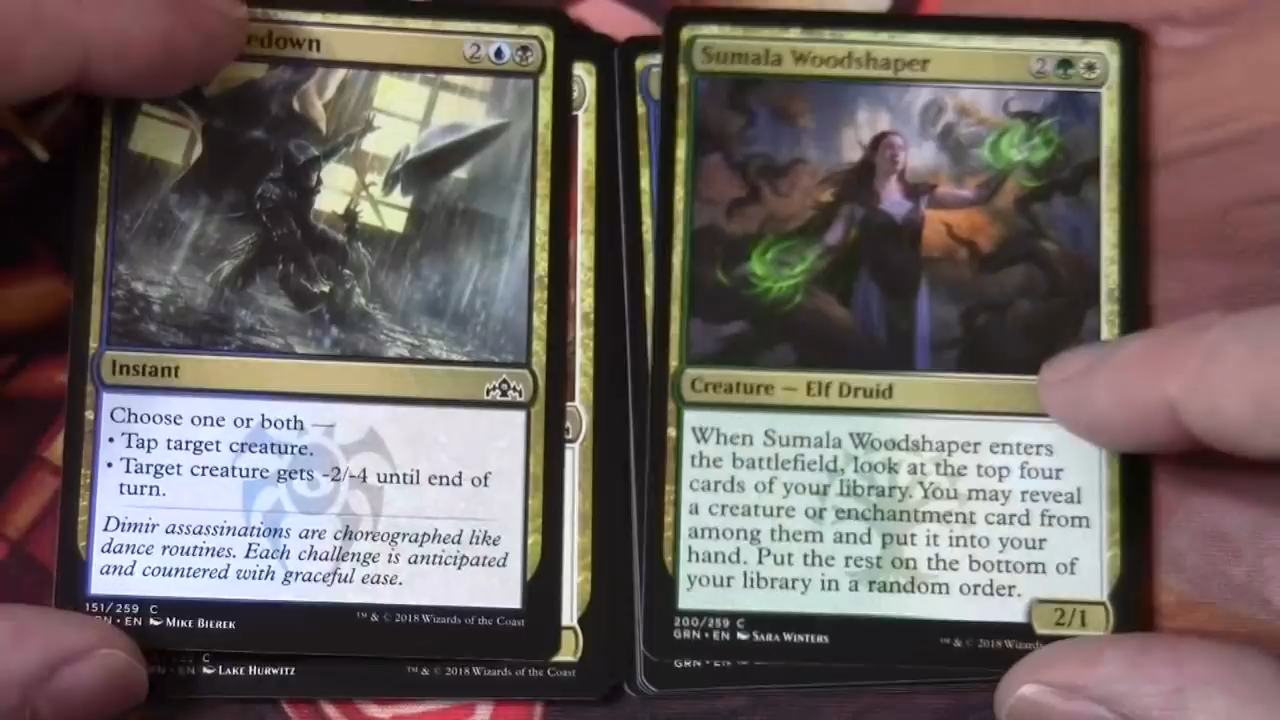 edown
2
Instant
Choose one or both —
• Tap target creature.
• Target creature gets -2/-4 until end of
turn.
Dimir assassinations are choreographed like
dance routines. Each challenge is anticipated
and countered with graceful ease.
151/259 C
EN MIKE BIEREK
™ & © 2018 Wizards of the Coast
C
EN LAKE HURWITZ
™ & © 2018 Wizards of the Coast
Sumala Woodshaper
2
Creature — Elf Druid
When Sumala Woodshaper enters
the battlefield, look at the top four
cards of your library. You may reveal
a creature or enchantment card from
among them and put it into your
hand. Put the rest on the bottom of
your library in a random order.
2/1
200/259 C
GRN • EN SARA WINTERS
™ & © 2018 Wizards
GRN • EN